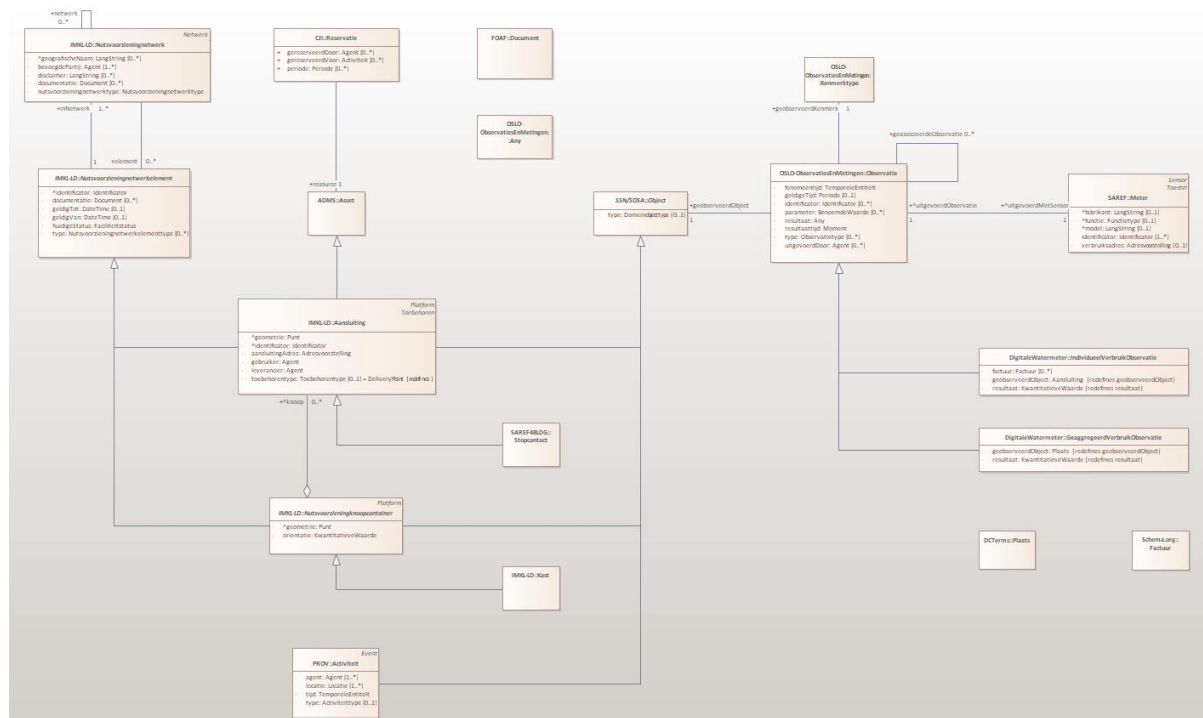 +netwerk
0..*
Netwerk
IMKL-LD::Nutsvoorzieningnetwerk
^geografischeNaam: LangString [0..*]
bevoegdePartij: Agent [1..*]
disclaimer: LangString [0..*]
documentatie: Document [0..*]
nutsvoorzieningnetwerktype: Nutsvoorzieningnetwerktype
+inNetwerk 1..*
1
+element 0..*
IMKL-LD::Nutsvoorzieningnetwerkelement
^identificator: Identificator
documentatie: Document [0..*]
geldigTot: DateTime [0..1]
geldigVan: DateTime [0..1]
huidigeStatus: Faciliteitstatus
type: Nutsvoorzieningnetwerkelementtype [0..*]
CJI::Reservatie
+ gereserveerdDoor: Agent [0..*]
+ gereserveerdVoor: Activiteit [0..*]
+ periode: Periode [0..*]
+resource 1
ADMS::Asset
FOAF::Document
OSLO-
ObservatiesEnMetingen:
:Any
SSN/SOSA::Object
type: Domeinobjecttype [0..1]
+geobserveerdObject
1
OSLO-
ObservatiesEnMetingen:
:Kenmerktype
+geobserveerdKenmerk 1
+geassocieerdeObservatie 0..*
OSLO-ObservatiesEnMetingen::Observatie
fenomeentijd: TemporeleEntiteit
geldigeTijd: Periode [0..1]
identificator: Identificator [0..*]
parameter: BenoemdeWaarde [0..*]
resultaat: Any
resultaattijd: Moment
type: Observatietype [0..*]
uitgevoerdDoor: Agent [0..*]
+^uitgevoerdObservatie
1
+^uitgevoerdMetSensor
1
Sensor
Toestel
SAREF::Meter
^fabrikant: LangString [0..1]
^functie: Functietype [0..1]
^model: LangString [0..1]
identificator: Identificator [1..*]
verbruiksadres: Adresvoorstelling [0..1]
Platform
Toebehoren
IMKL-LD::Aansluiting
^geometrie: Punt
^identificator: Identificator
aansluitingAdres: Adresvoorstelling
gebruiker: Agent
leverancier: Agent
toebehorentype: Toebehorentype [0..1] = DeliveryPoint {redefines }
+^knoop 0..*
SAREF4BLDG::
Stopcontact
Platform
IMKL-LD::Nutsvoorzieningknoopcontainer
^geometrie: Punt
orientatie: KwantitatieveWaarde
IMKL-LD::Kast
Event
PROV::Activiteit
agent: Agent [1..*]
locatie: Locatie [1..*]
tijd: TemporeleEntiteit
type: Activiteittype [0..1]
DigitaleWatermeter::IndividueelVerbruikObservatie
factuur: Factuur [0..*]
geobserveerdObject: Aansluiting {redefines geobserveerdObject}
resultaat: KwantitatieveWaarde {redefines resultaat}
DigitaleWatermeter::GeaggregeerdVerbruikObservatie
geobserveerdObject: Plaats {redefines geobserveerdObject}
resultaat: KwantitatieveWaarde {redefines resultaat}
DCTerms::Plaats
Schema.org::
Factuur